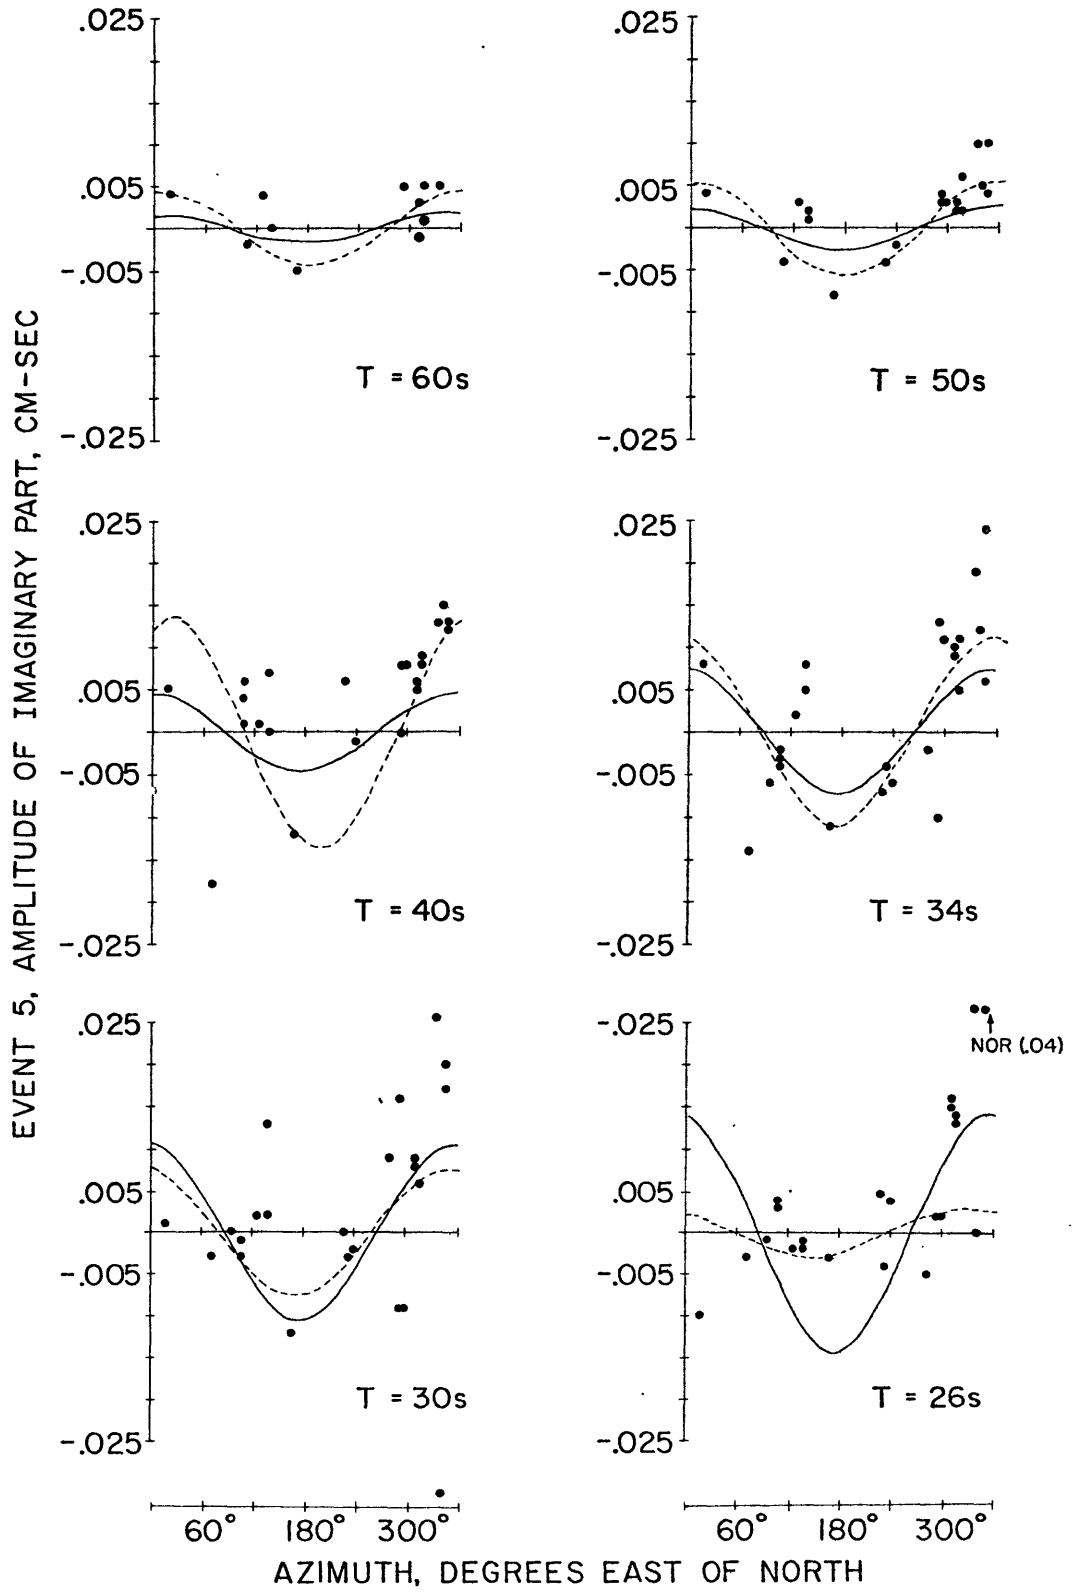 EVENT 5, AMPLITUDE OF IMAGINARY PART, CM-SEC
.025
.005
-.005
-.025
T = 60s
.025
.005
-.005
-.025
T = 50s
.025
.005
-.005
-.025
T = 40s
.025
.005
-.005
-.025
T = 34s
.025
.005
-.005
-.025
T = 30s
-.025
NOR (.04)
.005
-.005
-.025
T = 26s
60° 180° 300°
60° 180° 300°
AZIMUTH, DEGREES EAST OF NORTH